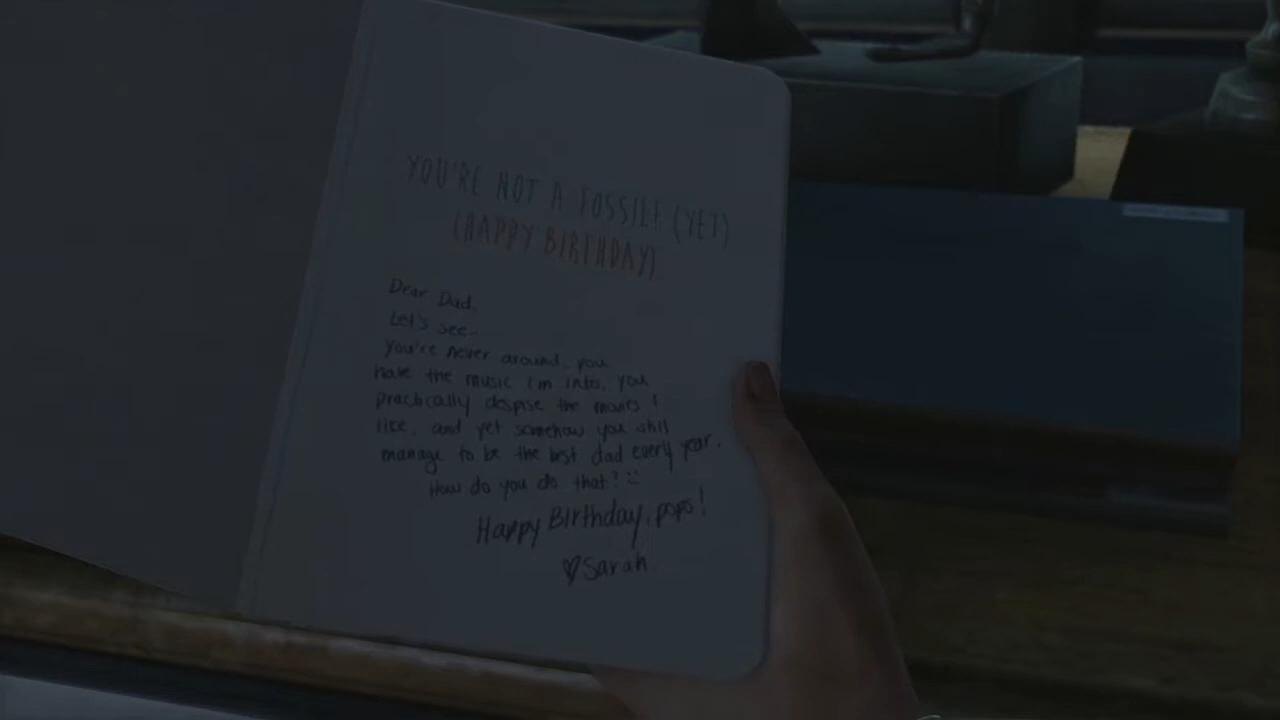 YOU'RE NOT A FOSSIL! (YET)
(HAPPY BIRTHDAY)
Dear Dad,
Let's see...
You're never around, you
hate the music I'm into, you
practically despise the movies I
like, and yet somehow you still
manage to be the best dad every year.
How do you do that? :)
Happy Birthday, pops!
♡Sarah